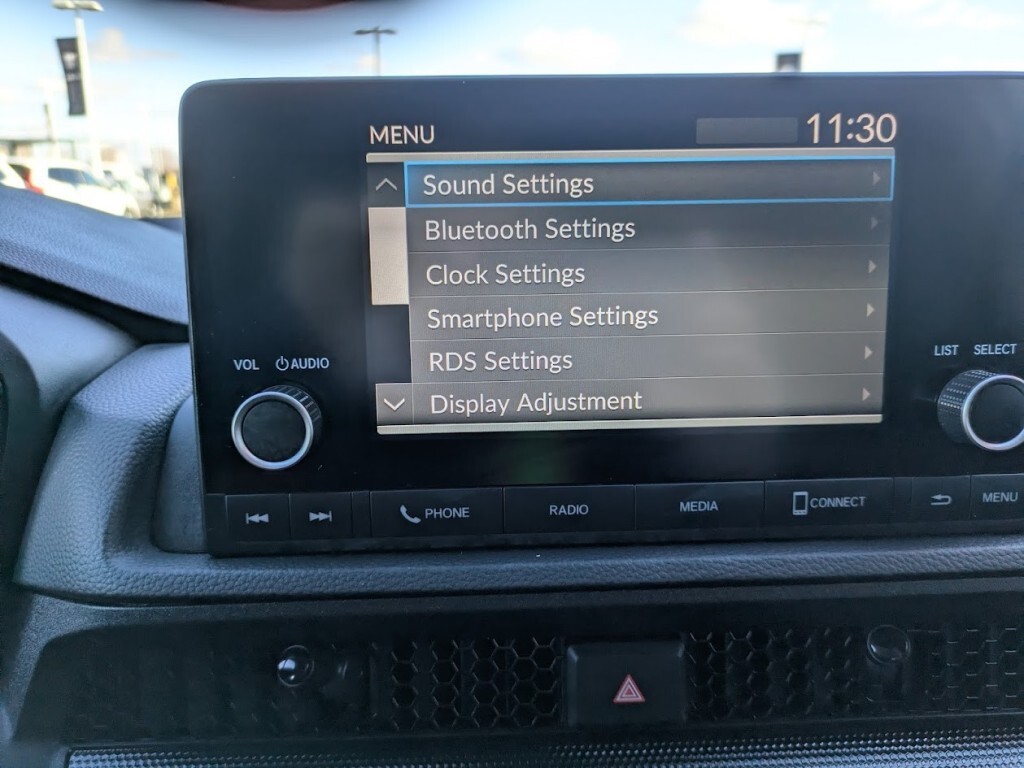 MENU 11:30
Sound Settings
Bluetooth Settings
Clock Settings
Smartphone Settings
RDS Settings
Display Adjustment
VOL AUDIO
LIST SELECT
PHONE RADIO MEDIA CONNECT MENU